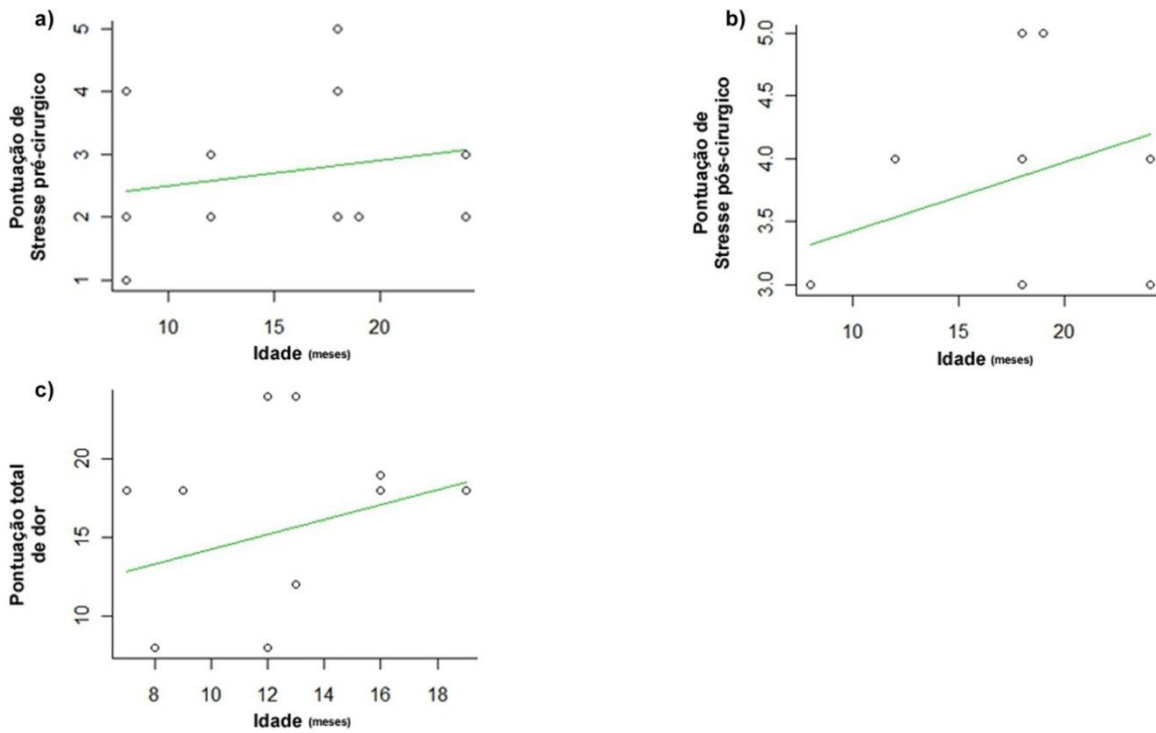 a)
Pontuação de
Stresse pré-cirurgico
5
4
3
2
1
10 15 20
Idade (meses)
b)
Pontuação de
Stresse pós-cirurgico
5.0
4.5
4.0
3.5
3.0
10 15 20
Idade (meses)
c)
Pontuação total
de dor
20
15
10
8 10 12 14 16 18
Idade (meses)